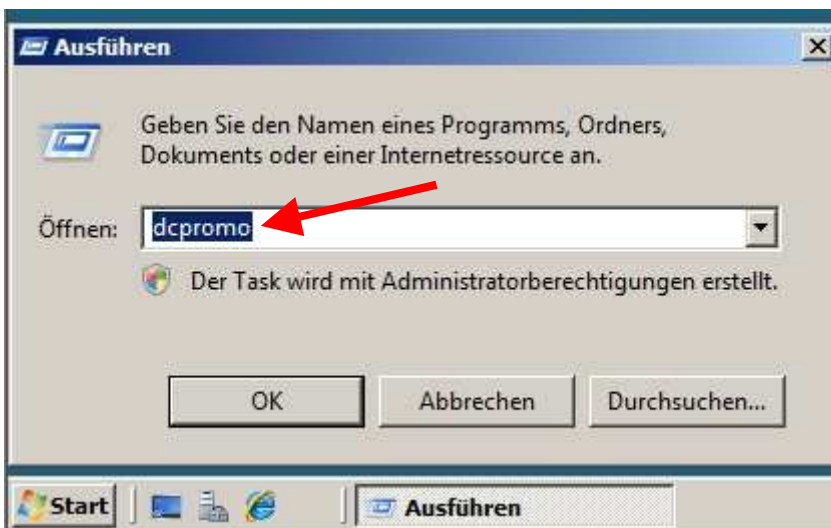 Ausführen
Geben Sie den Namen eines Programms, Ordners,
Dokuments oder einer Internetressource an.
Öffnen: dcpromo
Der Task wird mit Administratorberechtigungen erstellt.
OK Abbrechen Durchsuchen...
Start Ausführen